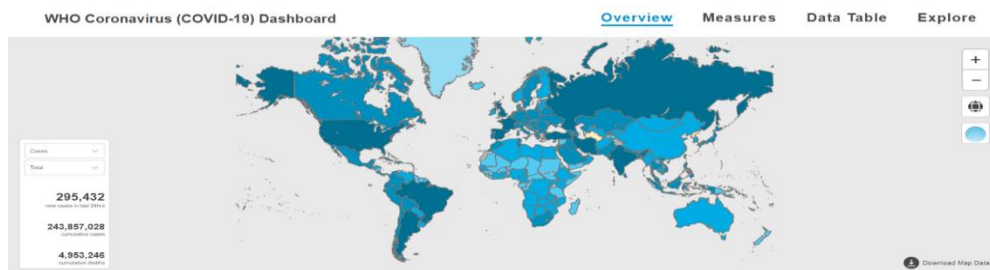 WHO Coronavirus (COVID-19) Dashboard
Overview Measures Data Table Explore
Cases
Total
295,432
new cases in last 24hrs
243,857,028
cumulative cases
4,953,246
cumulative deaths
Download Map Data